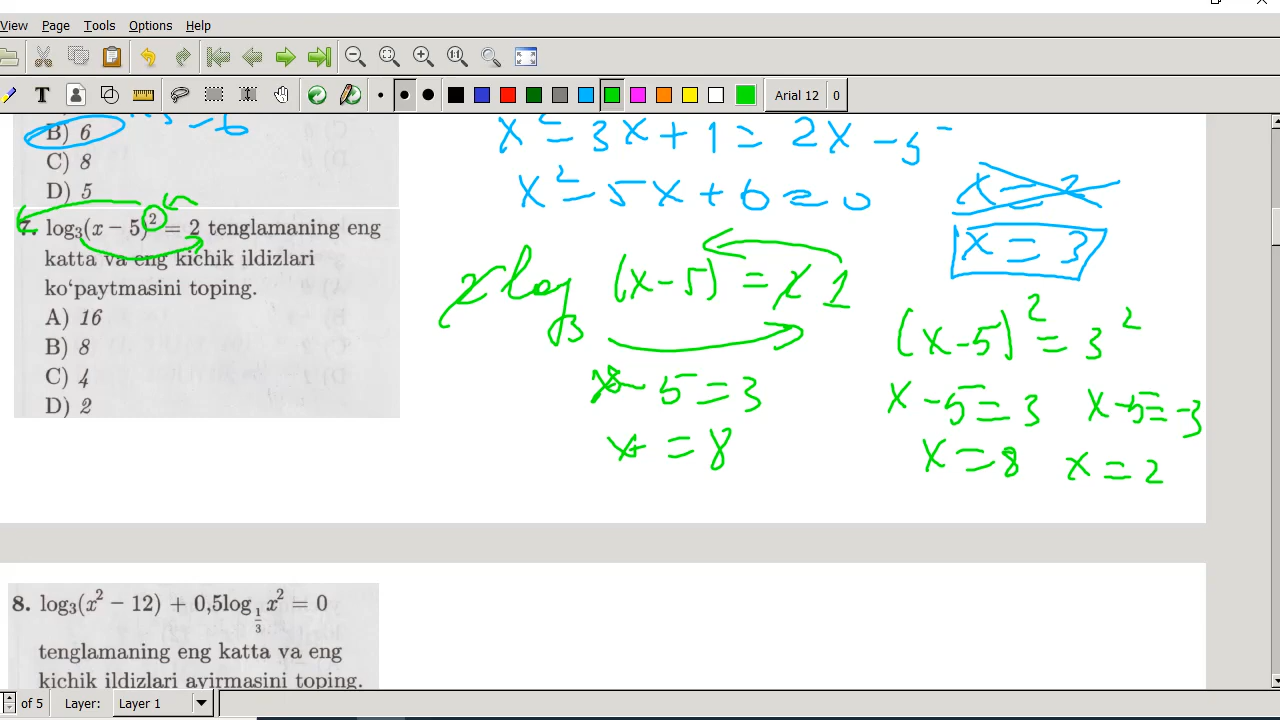 View Page Tools Options Help
T Arial 12 0
B) 6
C) 8
D) 5
x² - 3x + 1 = 2x - 5
x² - 5x + 6 = 0
x = 2
x = 3
7. log₃(x − 5)² = 2 tenglamaning eng
katta va eng kichik ildizlari
ko‘paytmasini toping.
A) 16
B) 8
C) 4
D) 2
2 log₃ (x-5) = 2 1
x - 5 = 3
x = 8
(x-5)² = 3²
x - 5 = 3 x - 5 = -3
x = 8 x = 2
8. log₃(x² − 12) + 0,5log_{1/3} x² = 0
tenglamaning eng katta va eng
kichik ildizlari ayirmasini toping.
of 5 Layer: Layer 1